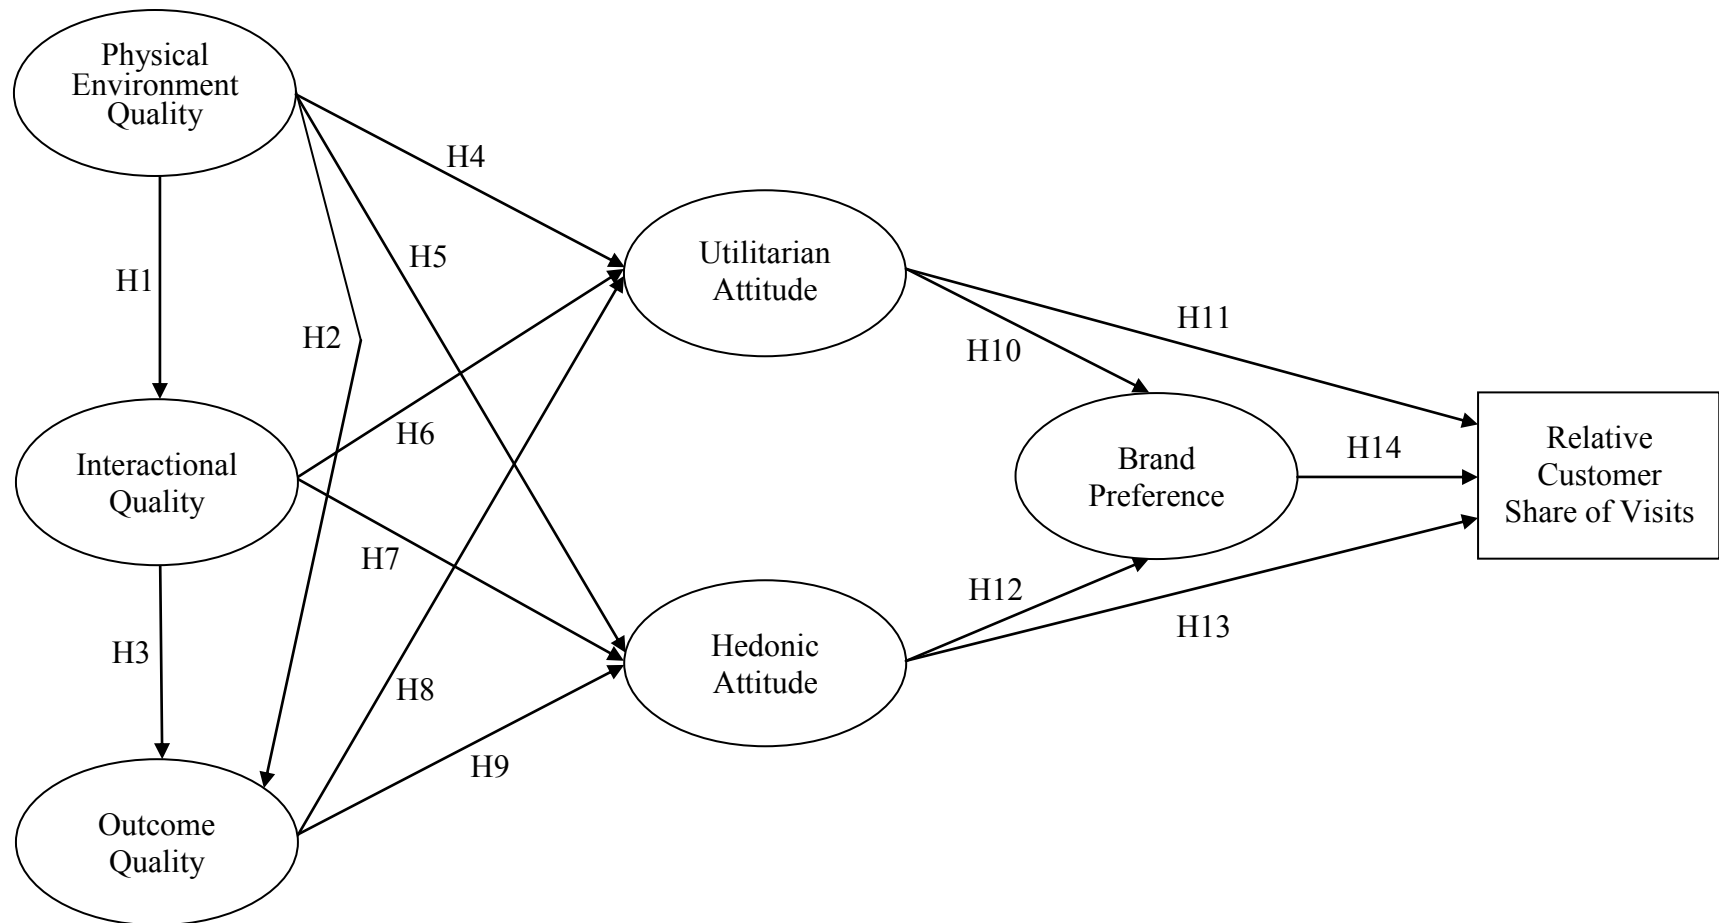 Physical
Environment
Quality
H4
Utilitarian
Attitude
H5
H1
H2
H11
H10
H6
Interactional
Quality
Brand
Preference
H14
Relative
Customer
Share of Visits
H7
H12
H13
H3
Hedonic
Attitude
H8
H9
Outcome
Quality